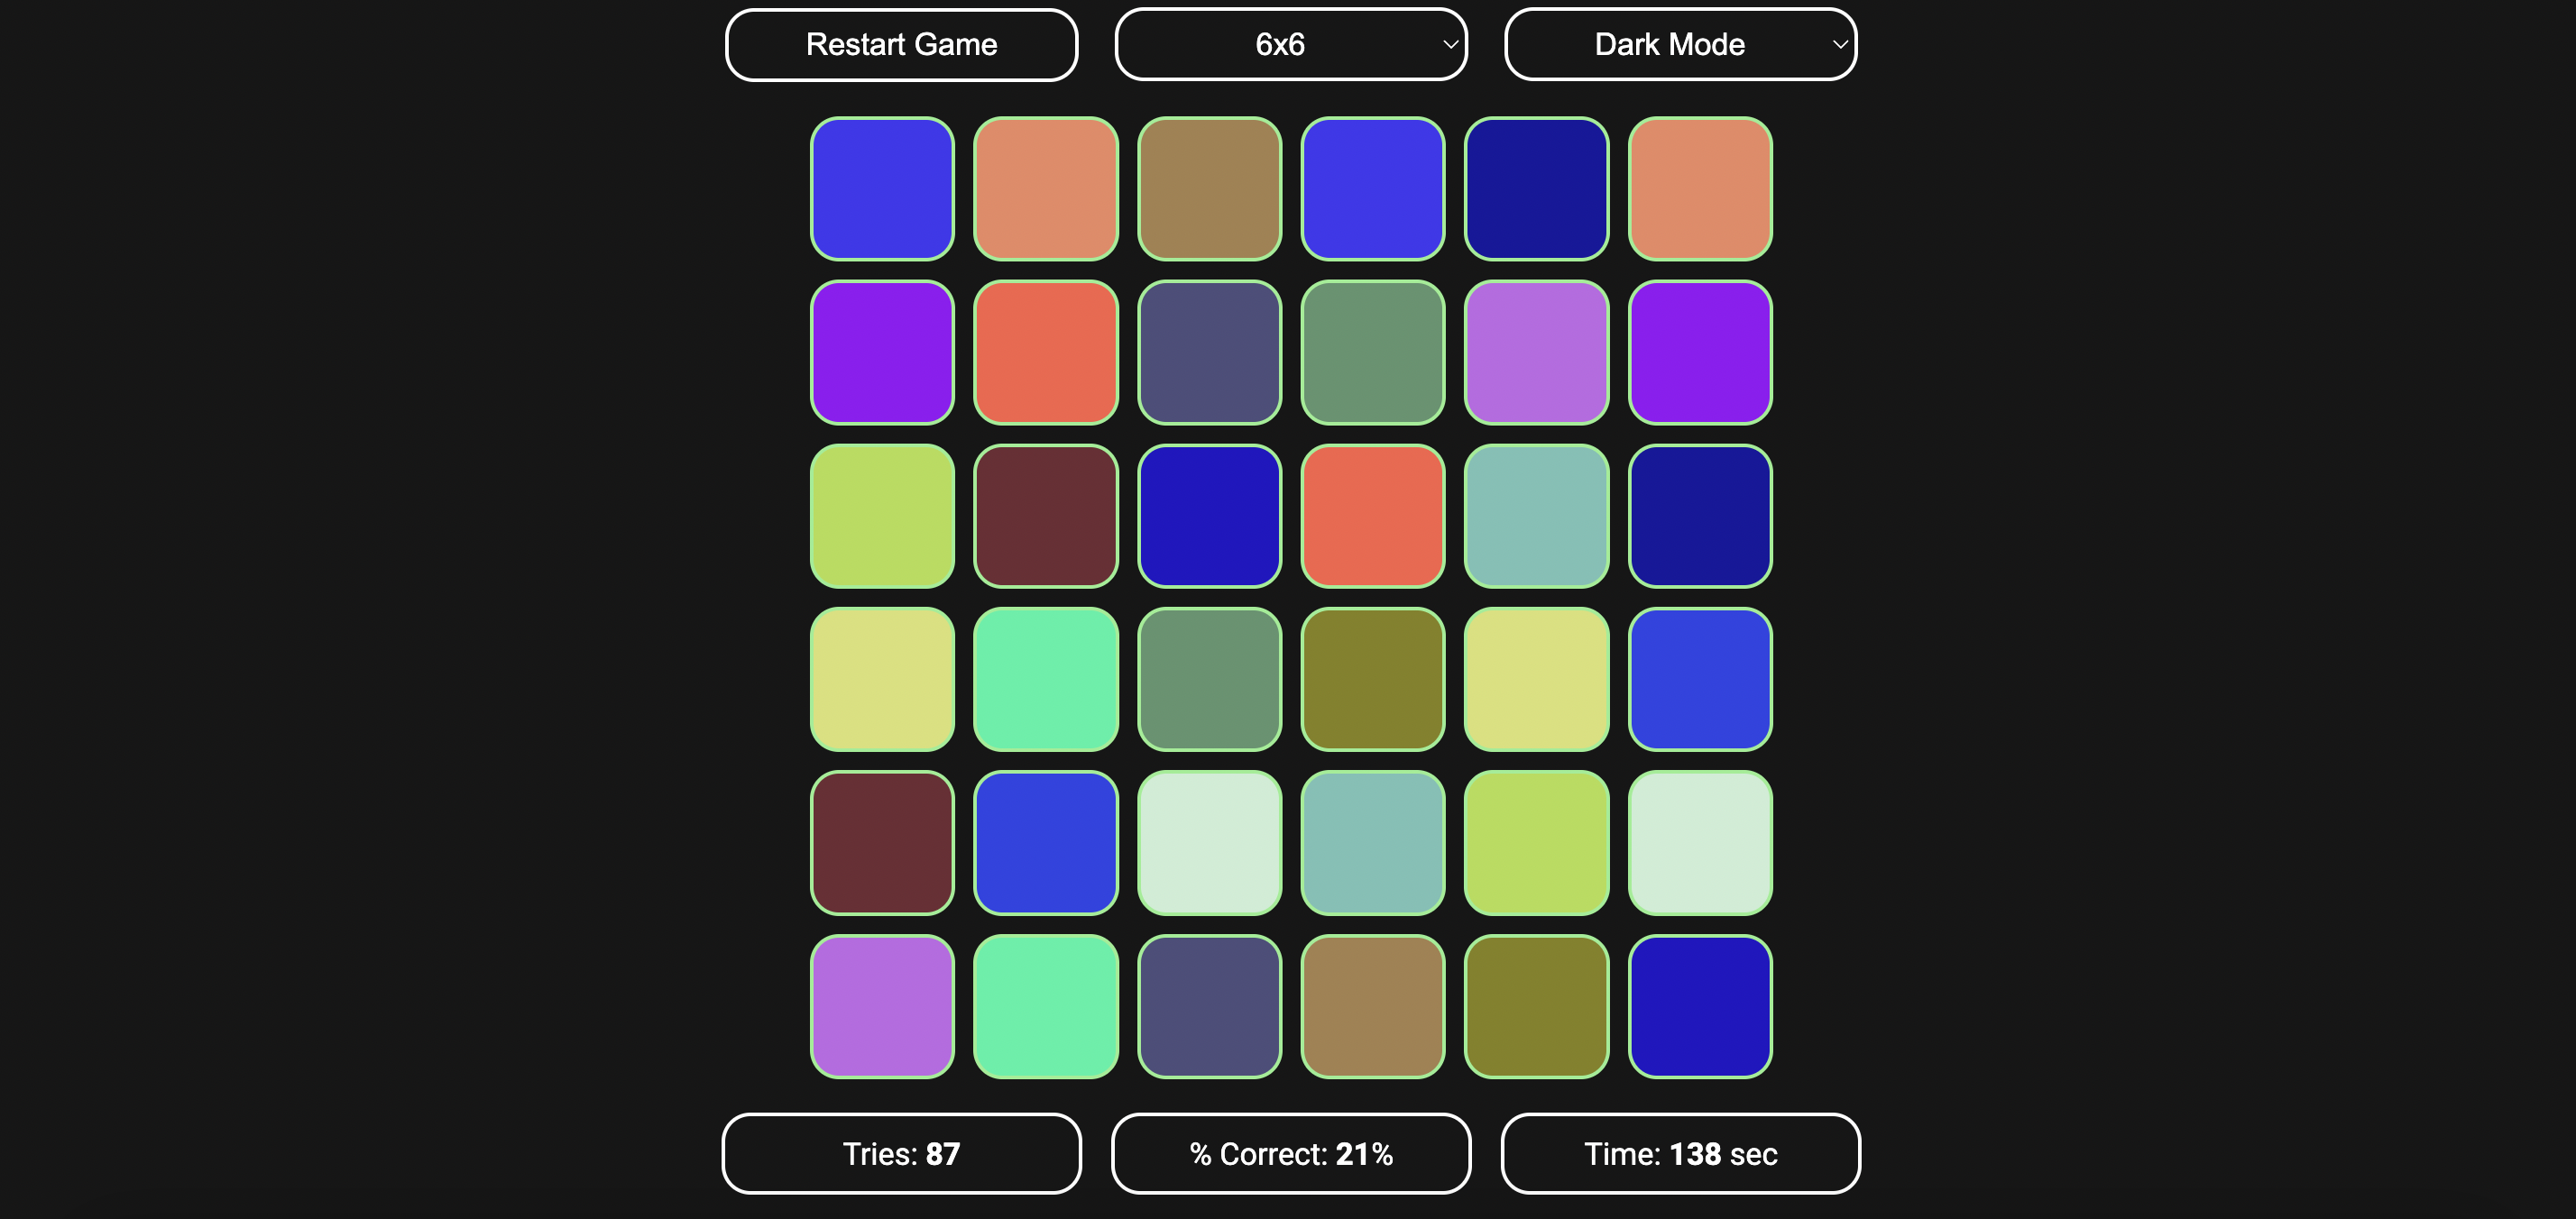 Restart Game
6x6
Dark Mode
Tries: 87
% Correct: 21%
Time: 138 sec